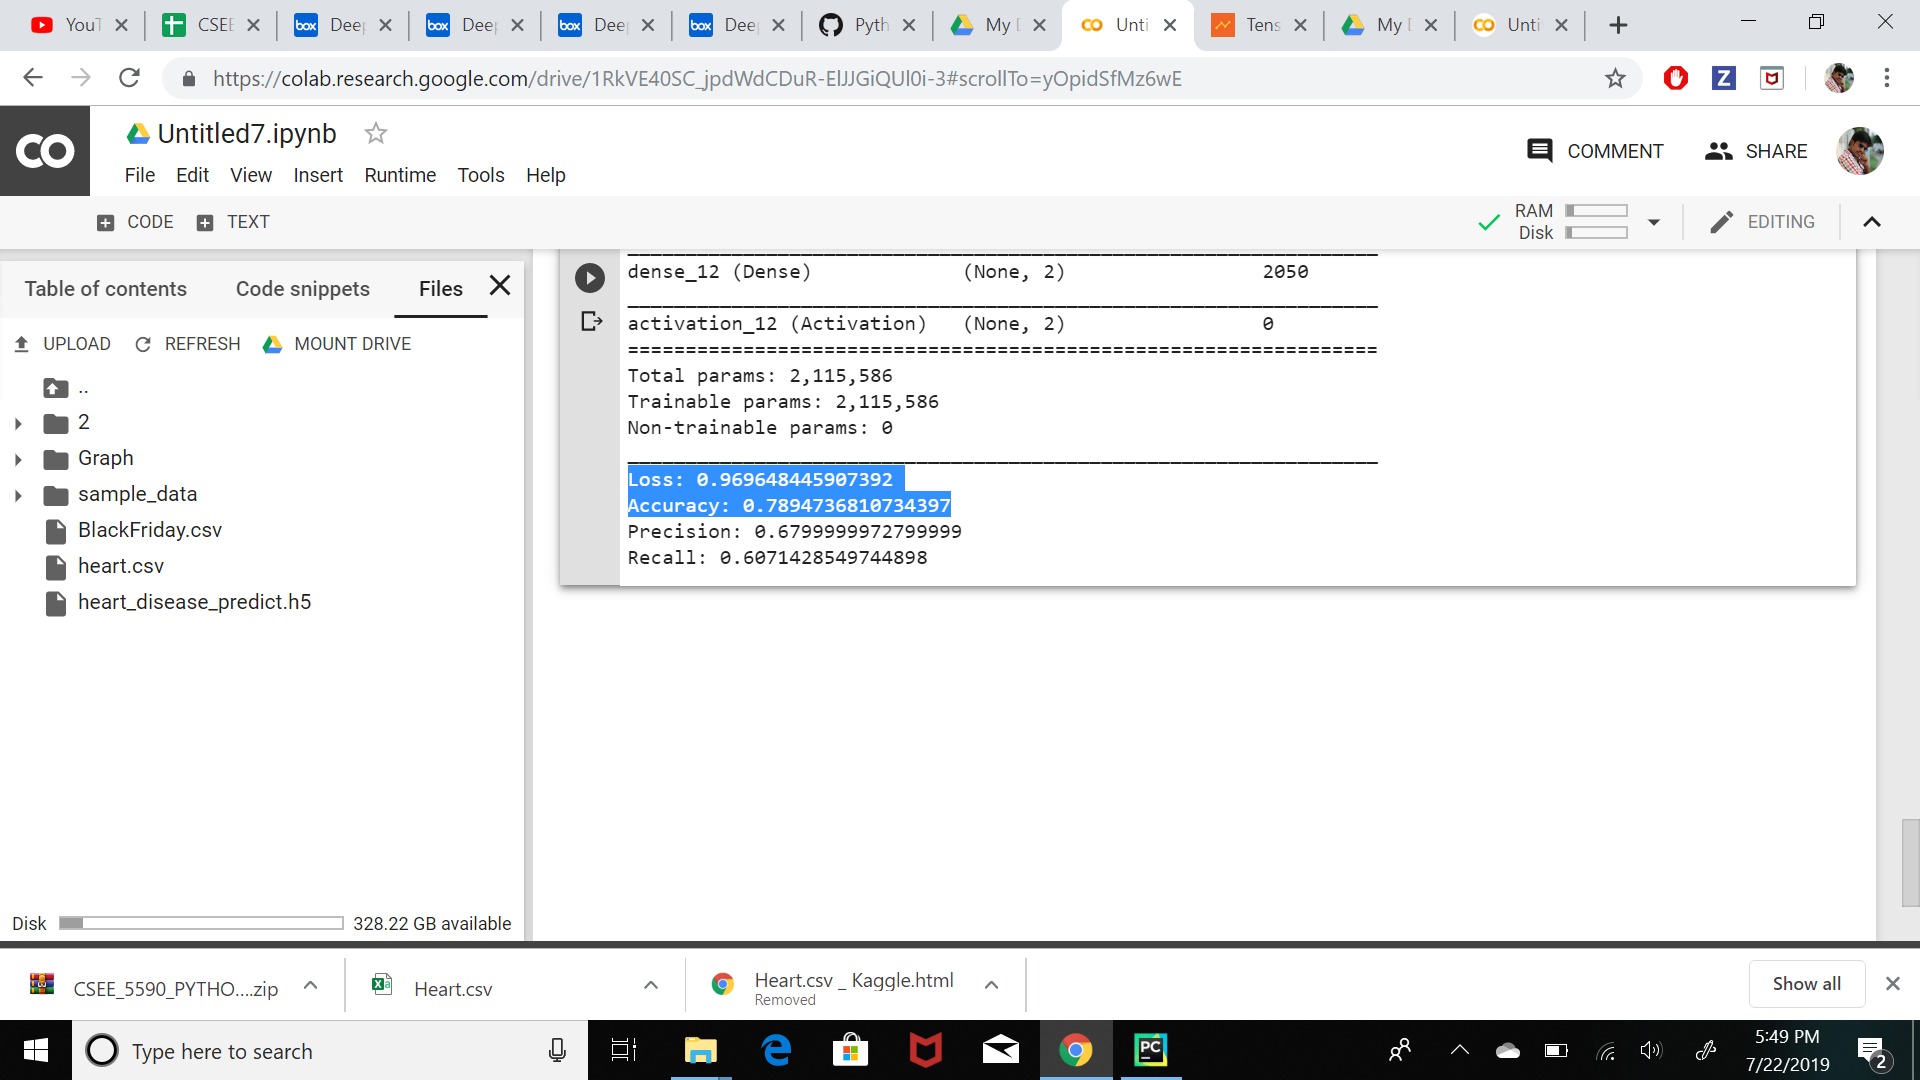 YouT
CSEE
box
Deep
box
Deep
box
Deep
box
Deep
Pyth
My D
Unti
Tens
My D
Unti
https://colab.research.google.com/drive/1RkVE40SC_jpdWdCDuR-ElJJGiQUl0i-3#scrollTo=yOpidSfMz6wE
Untitled7.ipynb
COMMENT
SHARE
File Edit View Insert Runtime Tools Help
CODE TEXT
RAM
Disk
EDITING
Table of contents
Code snippets
Files
UPLOAD
REFRESH
MOUNT DRIVE
..
2
Graph
sample_data
BlackFriday.csv
heart.csv
heart_disease_predict.h5
Disk
328.22 GB available
dense_12 (Dense) (None, 2) 2050
activation_12 (Activation) (None, 2) 0
=================================================================
Total params: 2,115,586
Trainable params: 2,115,586
Non-trainable params: 0
Loss: 0.969648445907392
Accuracy: 0.7894736810734397
Precision: 0.6799999972799999
Recall: 0.6071428549744898
CSEE_5590_PYTHO....zip
Heart.csv
Heart.csv _ Kaggle.html
Removed
Show all
Type here to search
PC
5:49 PM
7/22/2019
2